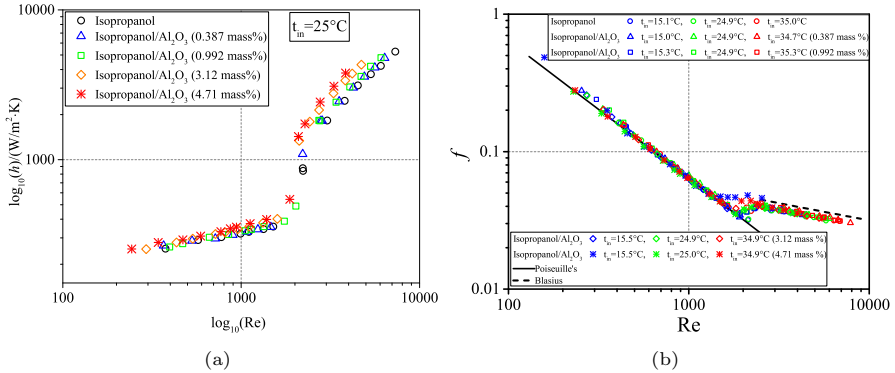 Isopropanol
Isopropanol/Al₂O₃ (0.387 mass%)
Isopropanol/Al₂O₃ (0.992 mass%)
Isopropanol/Al₂O₃ (3.12 mass%)
Isopropanol/Al₂O₃ (4.71 mass%)
t_in=25°C
log₁₀(h)/(W/m²·K)
1000
100 1000 10000
log₁₀(Re)
(a)
Isopropanol t_in=15.1°C, t_in=24.9°C, t_in=35.0°C
Isopropanol/Al₂O₃ t_in=15.0°C, t_in=24.9°C, t_in=34.7°C (0.387 mass %)
Isopropanol/Al₂O₃ t_in=15.3°C, t_in=24.9°C, t_in=35.3°C (0.992 mass %)
1
f
0.1
Isopropanol/Al₂O₃ t_in=15.5°C, t_in=24.9°C, t_in=34.9°C (3.12 mass %)
Isopropanol/Al₂O₃ t_in=15.5°C, t_in=25.0°C, t_in=34.9°C (4.71 mass %)
Poiseuille's
Blasius
0.01
100 1000 10000
Re
(b)